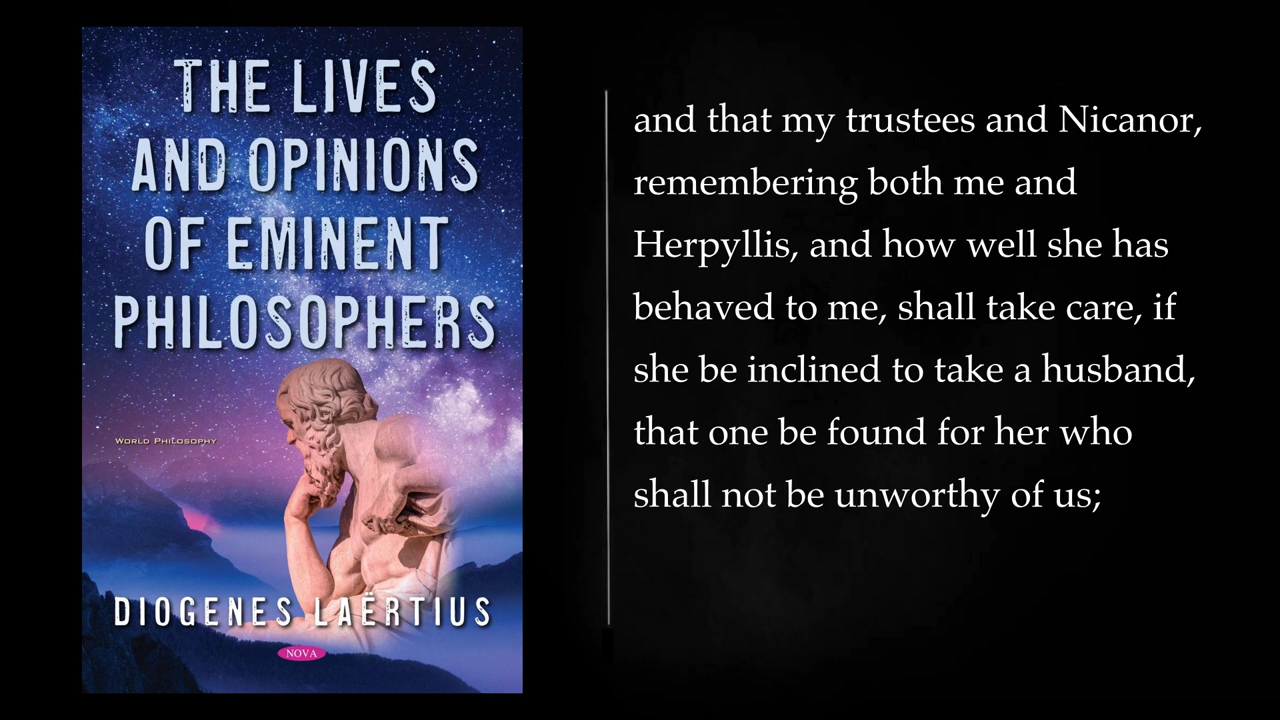 THE LIVES
AND OPINIONS
OF EMINENT
PHILOSOPHERS
WORLD PHILOSOPHY
DIOGENES LAËRTIUS
NOVA
and that my trustees and Nicanor,
remembering both me and
Herpyllis, and how well she has
behaved to me, shall take care, if
she be inclined to take a husband,
that one be found for her who
shall not be unworthy of us;